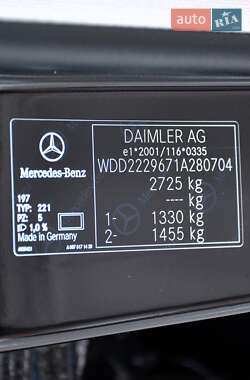 auto RIA .com
DAIMLER AG
e1*2001/116*0335
WDD2229671A280704
2725 kg
---- kg
1- 1330 kg
2- 1455 kg
Mercedes-Benz
197
TYP: 221
PZ: 5
1,0 %
Made in Germany